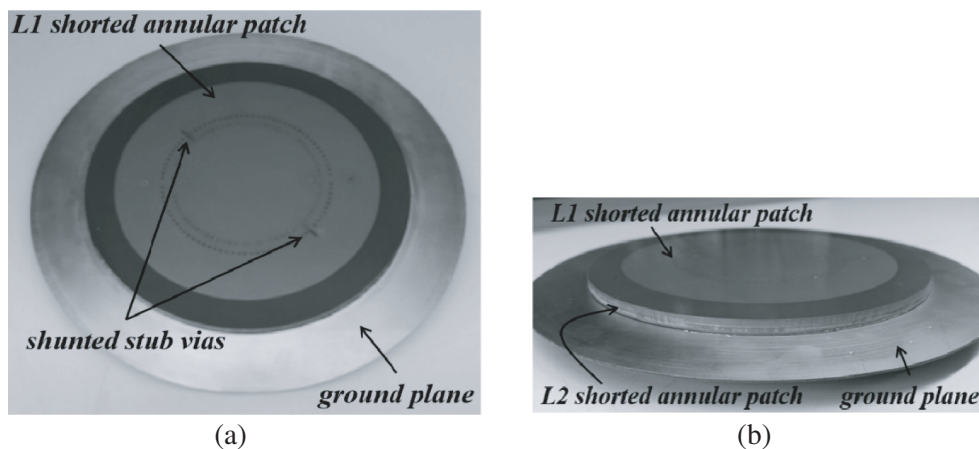 L1 shorted annular patch
shunted stub vias
ground plane
(a)
L1 shorted annular patch
L2 shorted annular patch
ground plane
(b)